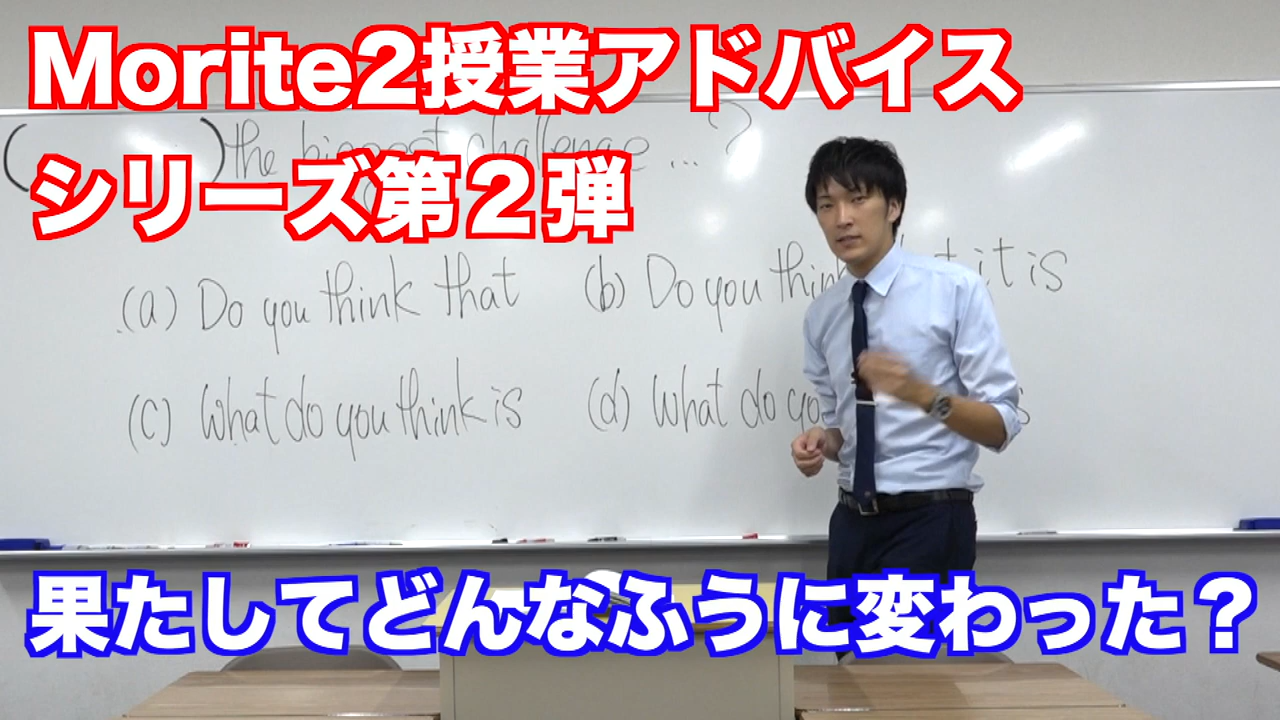 Morite2授業アドバイス
シリーズ第２弾
( ) the biggest challenge ... ?
(a) Do you think that (b) Do you think it is
(c) What do you think is (d) What do yo
果たしてどんなふうに変わった？